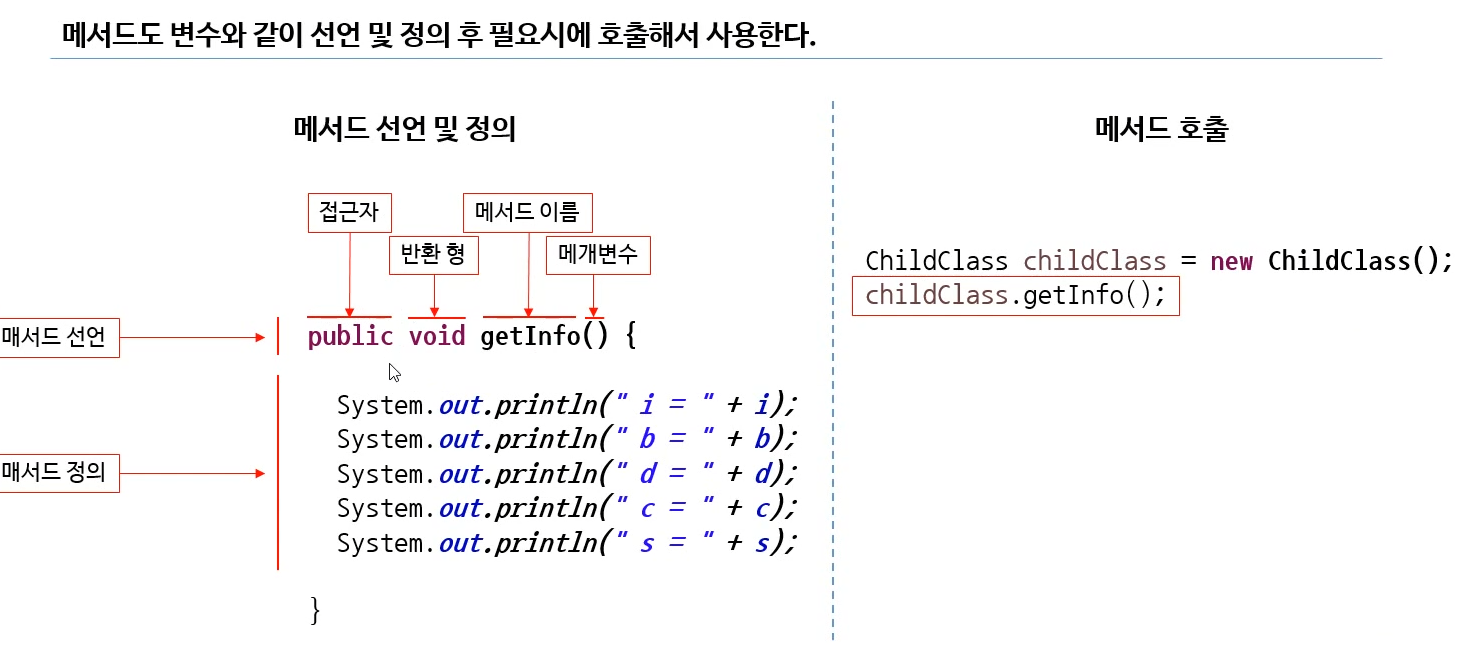 메서드도 변수와 같이 선언 및 정의 후 필요시에 호출해서 사용한다.
메서드 선언 및 정의
접근자
메서드 이름
반환 형
메개변수
매서드 선언
public void getInfo() {
매서드 정의
System.out.println(" i = " + i);
System.out.println(" b = " + b);
System.out.println(" d = " + d);
System.out.println(" c = " + c);
System.out.println(" s = " + s);
}
메서드 호출
ChildClass childClass = new ChildClass();
childClass.getInfo();